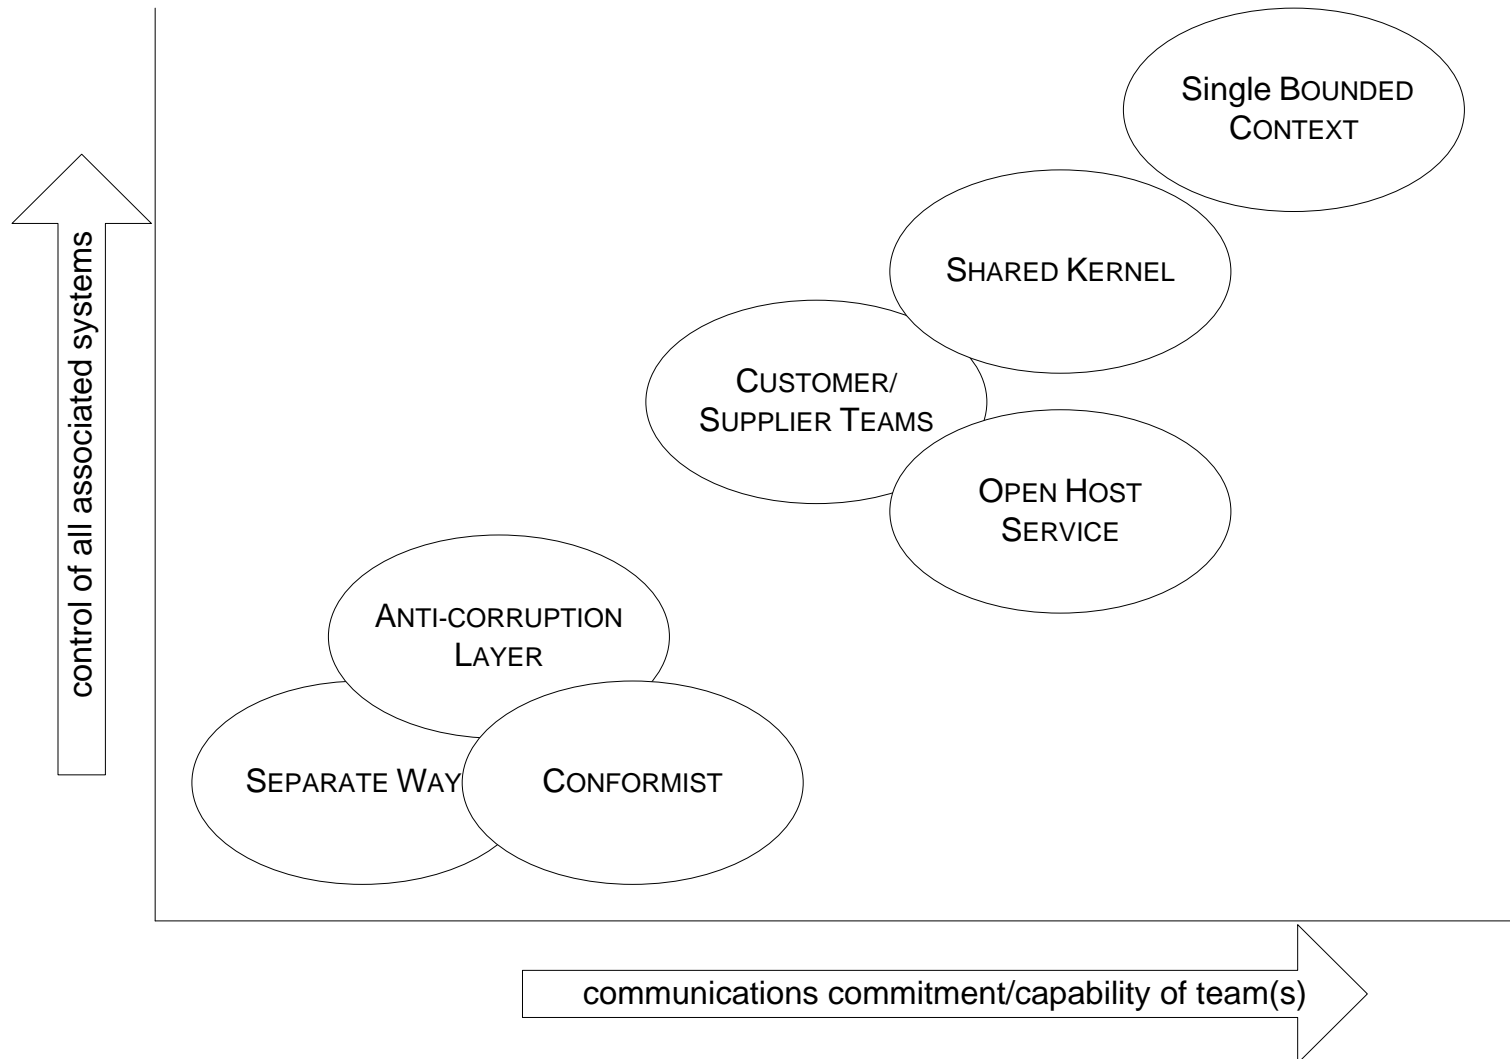 Single BOUNDED
CONTEXT
SHARED KERNEL
CUSTOMER/
SUPPLIER TEAMS
OPEN HOST
SERVICE
ANTI-CORRUPTION
LAYER
SEPARATE WAY
CONFORMIST
control of all associated systems
communications commitment/capability of team(s)